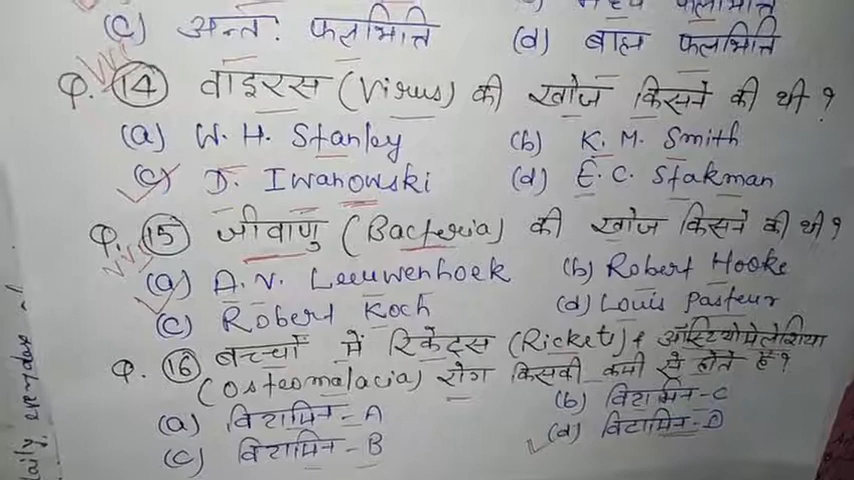 (c) अन्त: फलभित्ति (d) बाह्य फलभित्ति
Q. 14 वाइरस (Virus) की खोज किसने की थी ?
(a) W. H. Stanley (b) K. M. Smith
(c) D. Iwanowski (d) E. C. Stakman
Q. 15 जीवाणु (Bacteria) की खोज किसने की थी ?
(a) A. V. Leeuwenhoek (b) Robert Hooke
(c) Robert Koch (d) Louis Pasteur
Q. 16 बच्चों में रिकेट्स (Rickets) व ऑस्टियोमेलेशिया
(Osteomalacia) रोग किसकी कमी से होते हैं ?
(a) विटामिन - A (b) विटामिन - C
(c) विटामिन - B (d) विटामिन - D